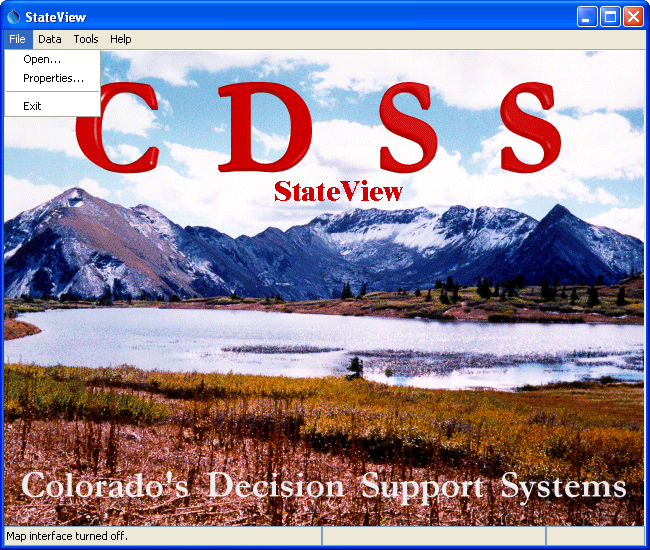 StateView
File Data Tools Help
Open...
Properties...
Exit
CDSS
StateView
Colorado's Decision Support Systems
Map interface turned off.